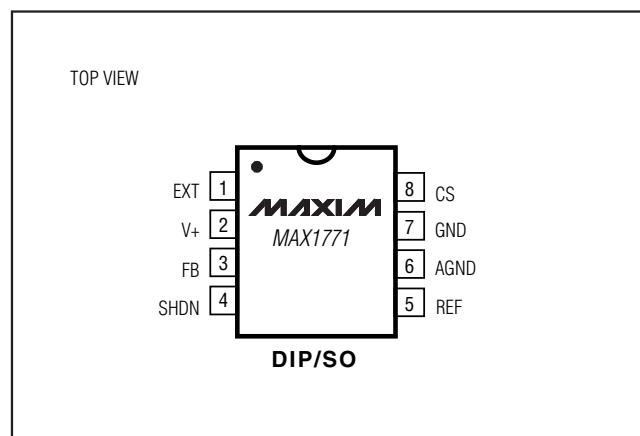 TOP VIEW
EXT 1
8 CS
MAXIM
V+ 2
7 GND
MAX1771
FB 3
6 AGND
SHDN 4
5 REF
DIP/SO